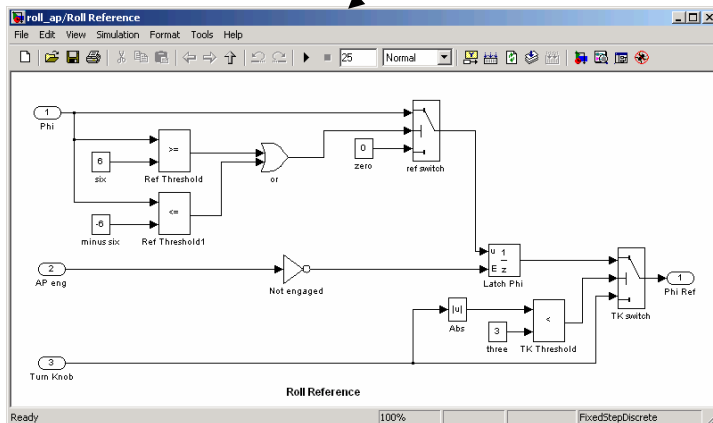 roll_ap/Roll Reference
File Edit View Simulation Format Tools Help
25 Normal
1
Phi
6
six
>=
Ref Threshold
or
0
zero
ref switch
-6
minus six
<=
Ref Threshold1
2
AP eng
Not engaged
u 1
E z
Latch Phi
TK switch
1
Phi Ref
|u|
Abs
3
three
<
TK Threshold
3
Turn Knob
Roll Reference
Ready 100% FixedStepDiscrete